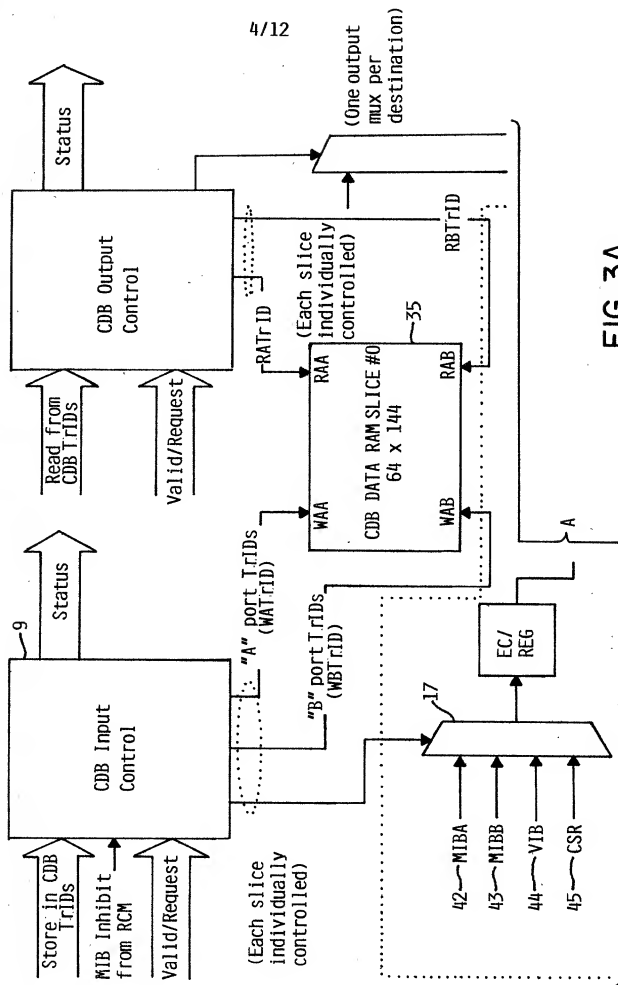 4/12
Store in CDB
TrIDs
MIB Inhibit
from RCM
Valid/Request
9
CDB Input
Control
Status
Read from
CDB TrIDs
Valid/Request
CDB Output
Control
Status
(Each slice
individually
controlled)
"A" port TrIDs
(WATrID)
"B" port TrIDs
(WBTrID)
RATrID
(Each slice
individually
controlled)
RBTrID
(One output
mux per
destination)
WAA
RAA
CDB DATA RAM SLICE #0
64 x 144
WAB
RAB
35
42 MIBA
43 MIBB
44 VIB
45 CSR
17
EC/
REG
A
FIG. 3A